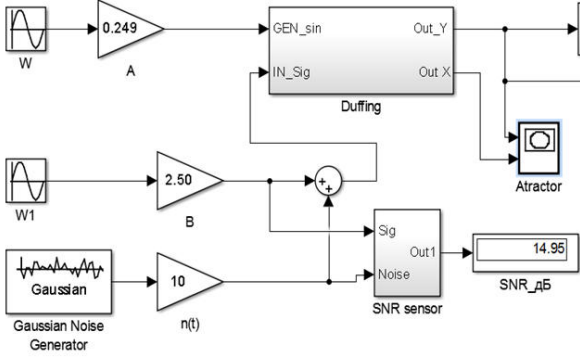 W
0.249
A
GEN_sin
IN_Sig
Out_Y
Out X
Duffing
Atractor
W1
2.50
B
+
+
Gaussian
Gaussian Noise
Generator
10
n(t)
Sig
Noise
Out1
SNR sensor
14.95
SNR_дБ